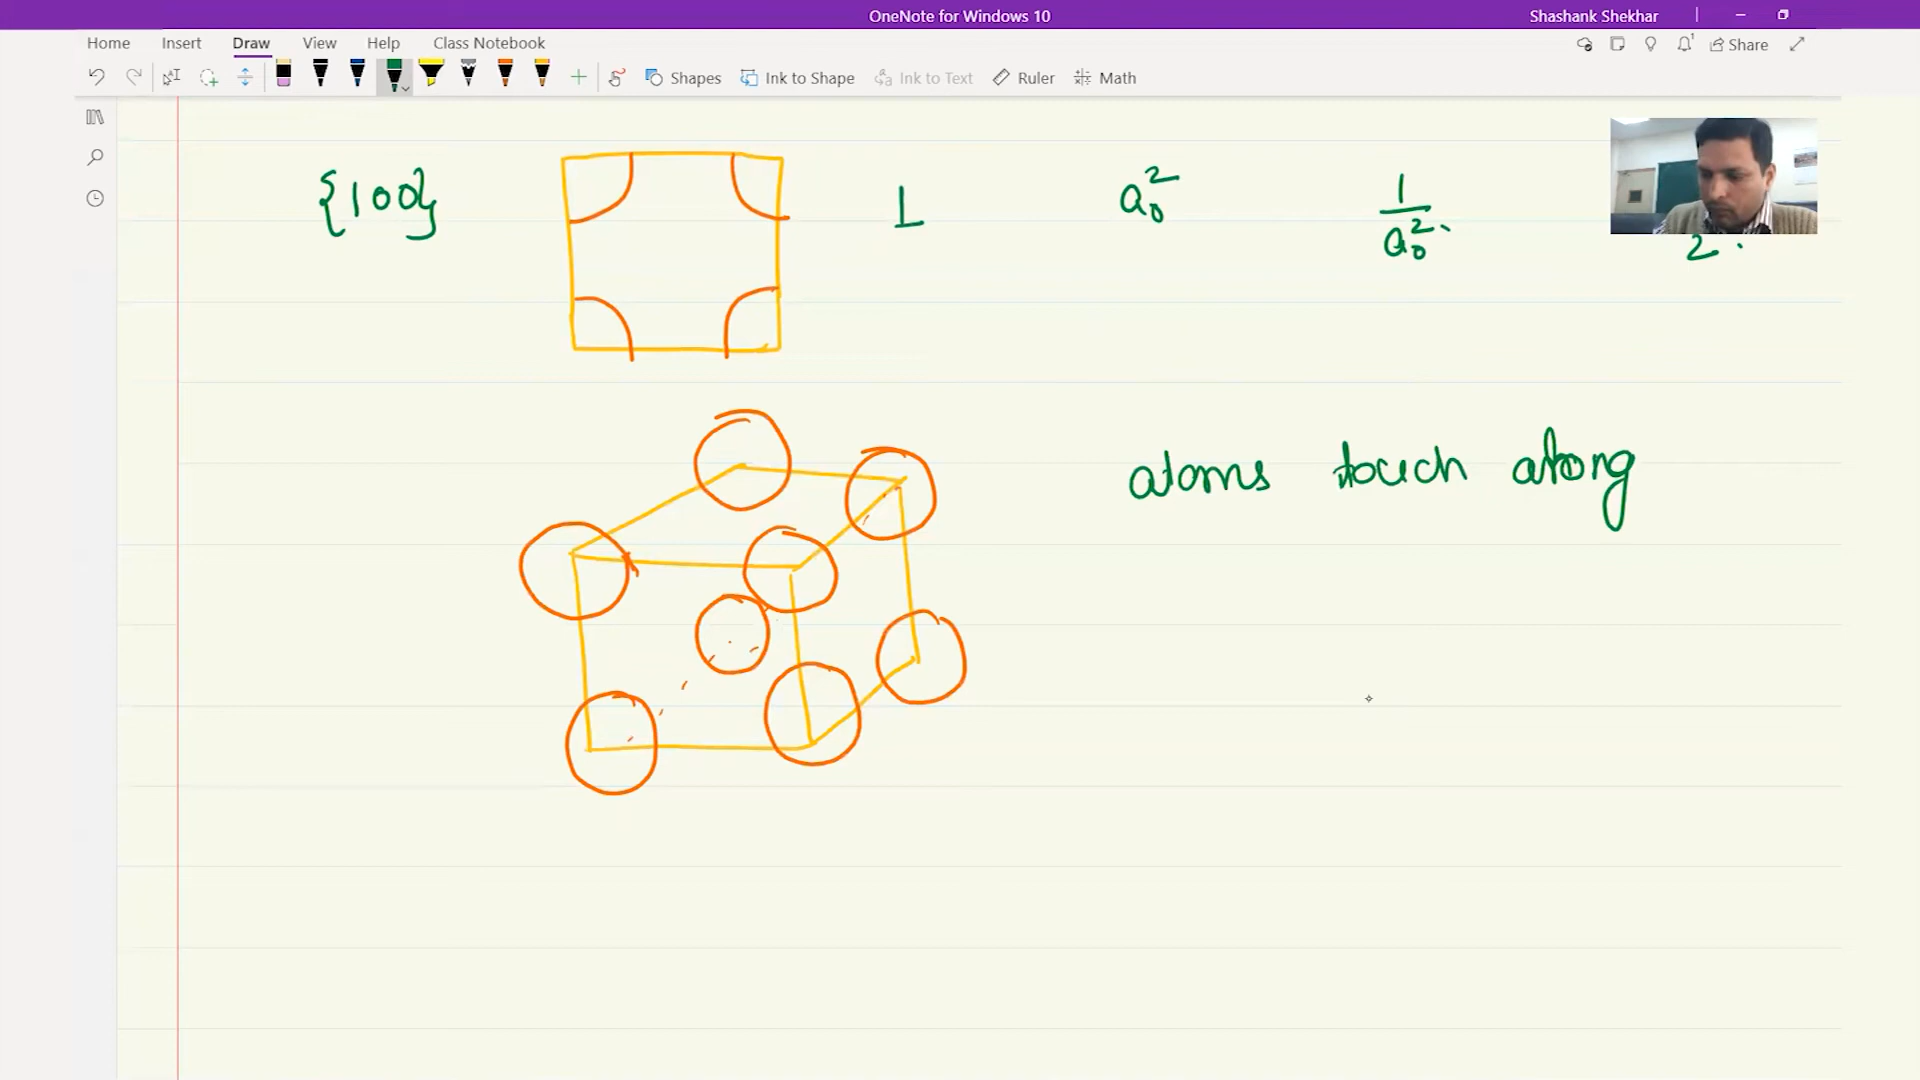 OneNote for Windows 10
Shashank Shekhar
Home Insert Draw View Help Class Notebook
Share
Shapes Ink to Shape Ink to Text Ruler Math
{100} 1 a₀² 1/a₀² 2
atoms touch along